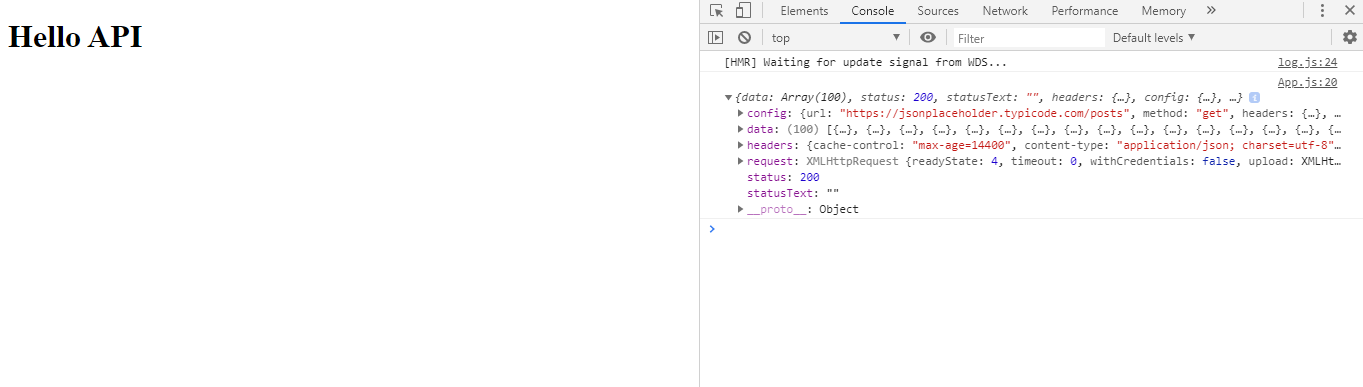 Hello API
Elements Console Sources Network Performance Memory »
top Filter Default levels
[HMR] Waiting for update signal from WDS... log.js:24
App.js:20
{data: Array(100), status: 200, statusText: "", headers: {…}, config: {…}, …} i
config: {url: "https://jsonplaceholder.typicode.com/posts", method: "get", headers: {…}, …
data: (100) [{…}, {…}, {…}, {…}, {…}, {…}, {…}, {…}, {…}, {…}, {…}, {…}, {…}, {…}, {…}, {…
headers: {cache-control: "max-age=14400", content-type: "application/json; charset=utf-8"…
request: XMLHttpRequest {readyState: 4, timeout: 0, withCredentials: false, upload: XMLHt…
status: 200
statusText: ""
__proto__: Object